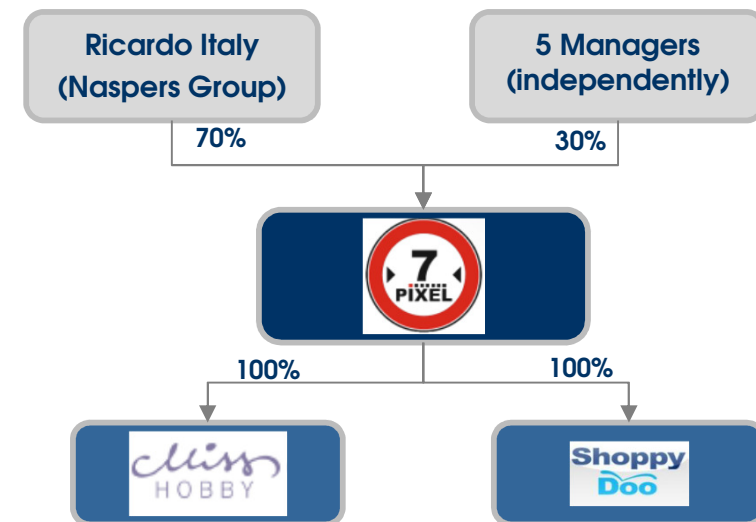 Ricardo Italy
(Naspers Group)
5 Managers
(independently)
70%
30%
7
PIXEL
100%
100%
Miss
HOBBY
Shoppy
Doo